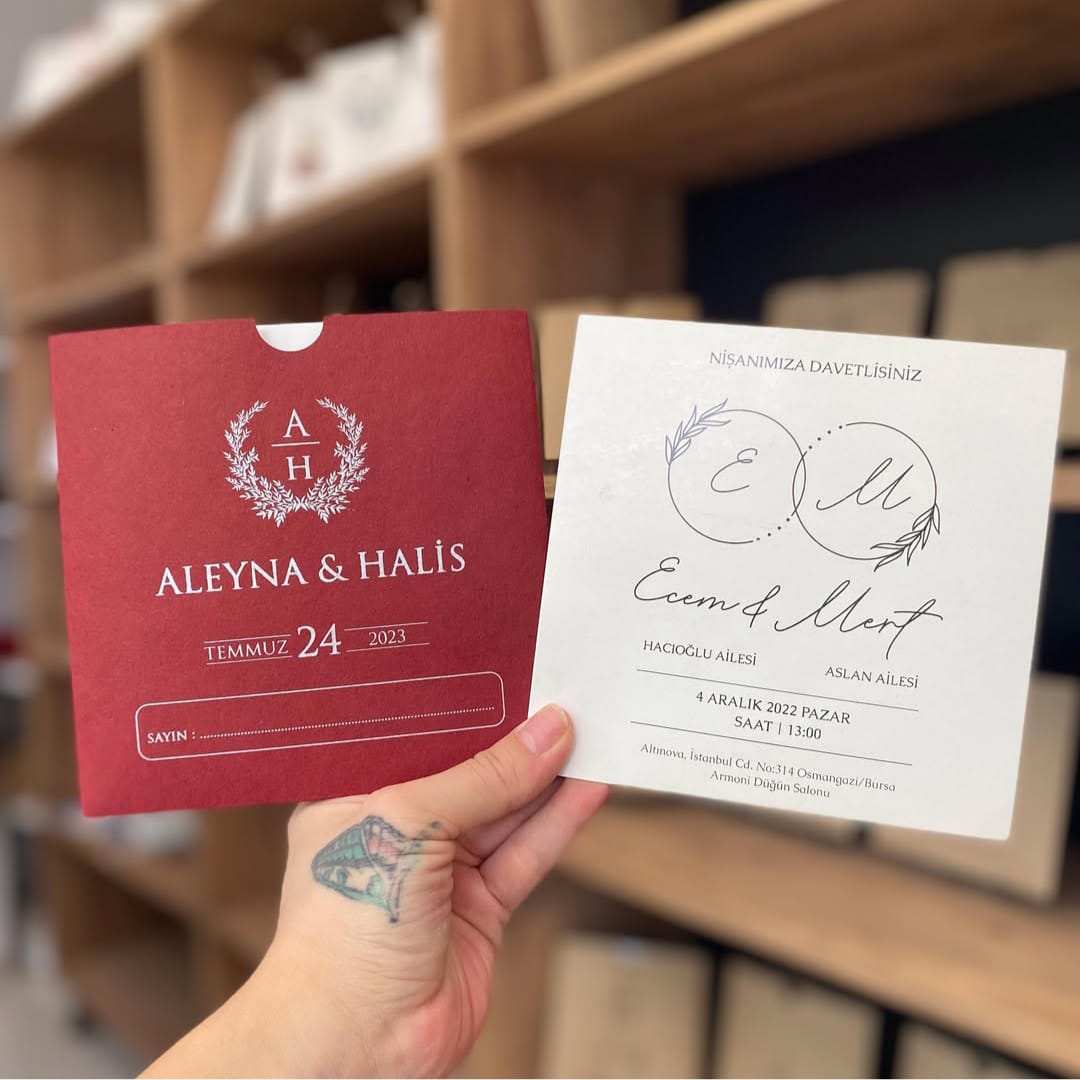 A
H
ALEYNA & HALİS
TEMMUZ 24 2023
SAYIN : ................................................................
NİŞANIMIZA DAVETLİSİNİZ
E M
Ecem & Mert
HACIOĞLU AİLESİ
ASLAN AİLESİ
4 ARALIK 2022 PAZAR
SAAT | 13:00
Altınova, İstanbul Cd. No:314 Osmangazi/Bursa
Armoni Düğün Salonu